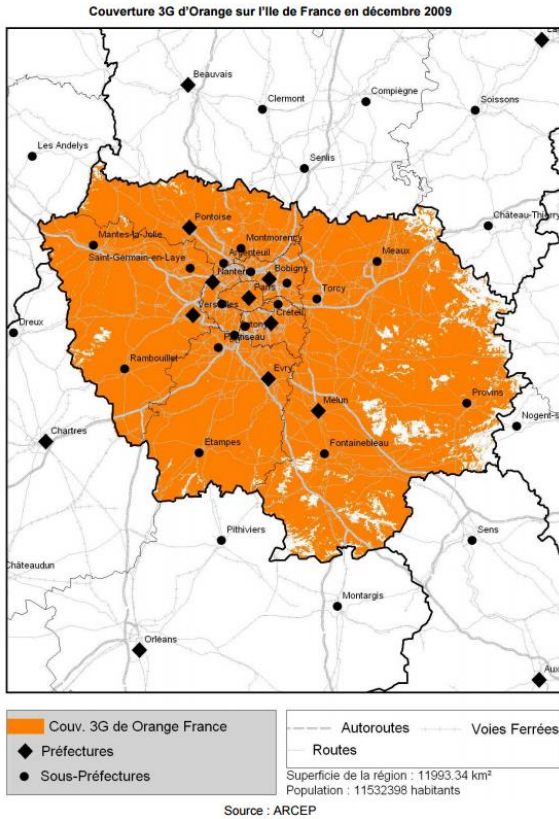 Couverture 3G d'Orange sur l'Ile de France en décembre 2009
Beauvais
Compiègne
Clermont
Soissons
Les Andelys
Senlis
Château-Thierry
Pontoise
Mantes-la-Jolie
Montmorency
Argenteuil
Saint-Germain-en-Laye
Meaux
Bobigny
Paris
Torcy
Créteil
Dreux
Rambouillet
Evry
Melun
Provins
Chartres
Etampes
Fontainebleau
Pithiviers
Sens
Châteaudun
Montargis
Orléans
Couv. 3G de Orange France
Préfectures
Sous-Préfectures
Autoroutes
Voies Ferrées
Routes
Superficie de la région : 11993.34 km²
Population : 11532398 habitants
Source : ARCEP